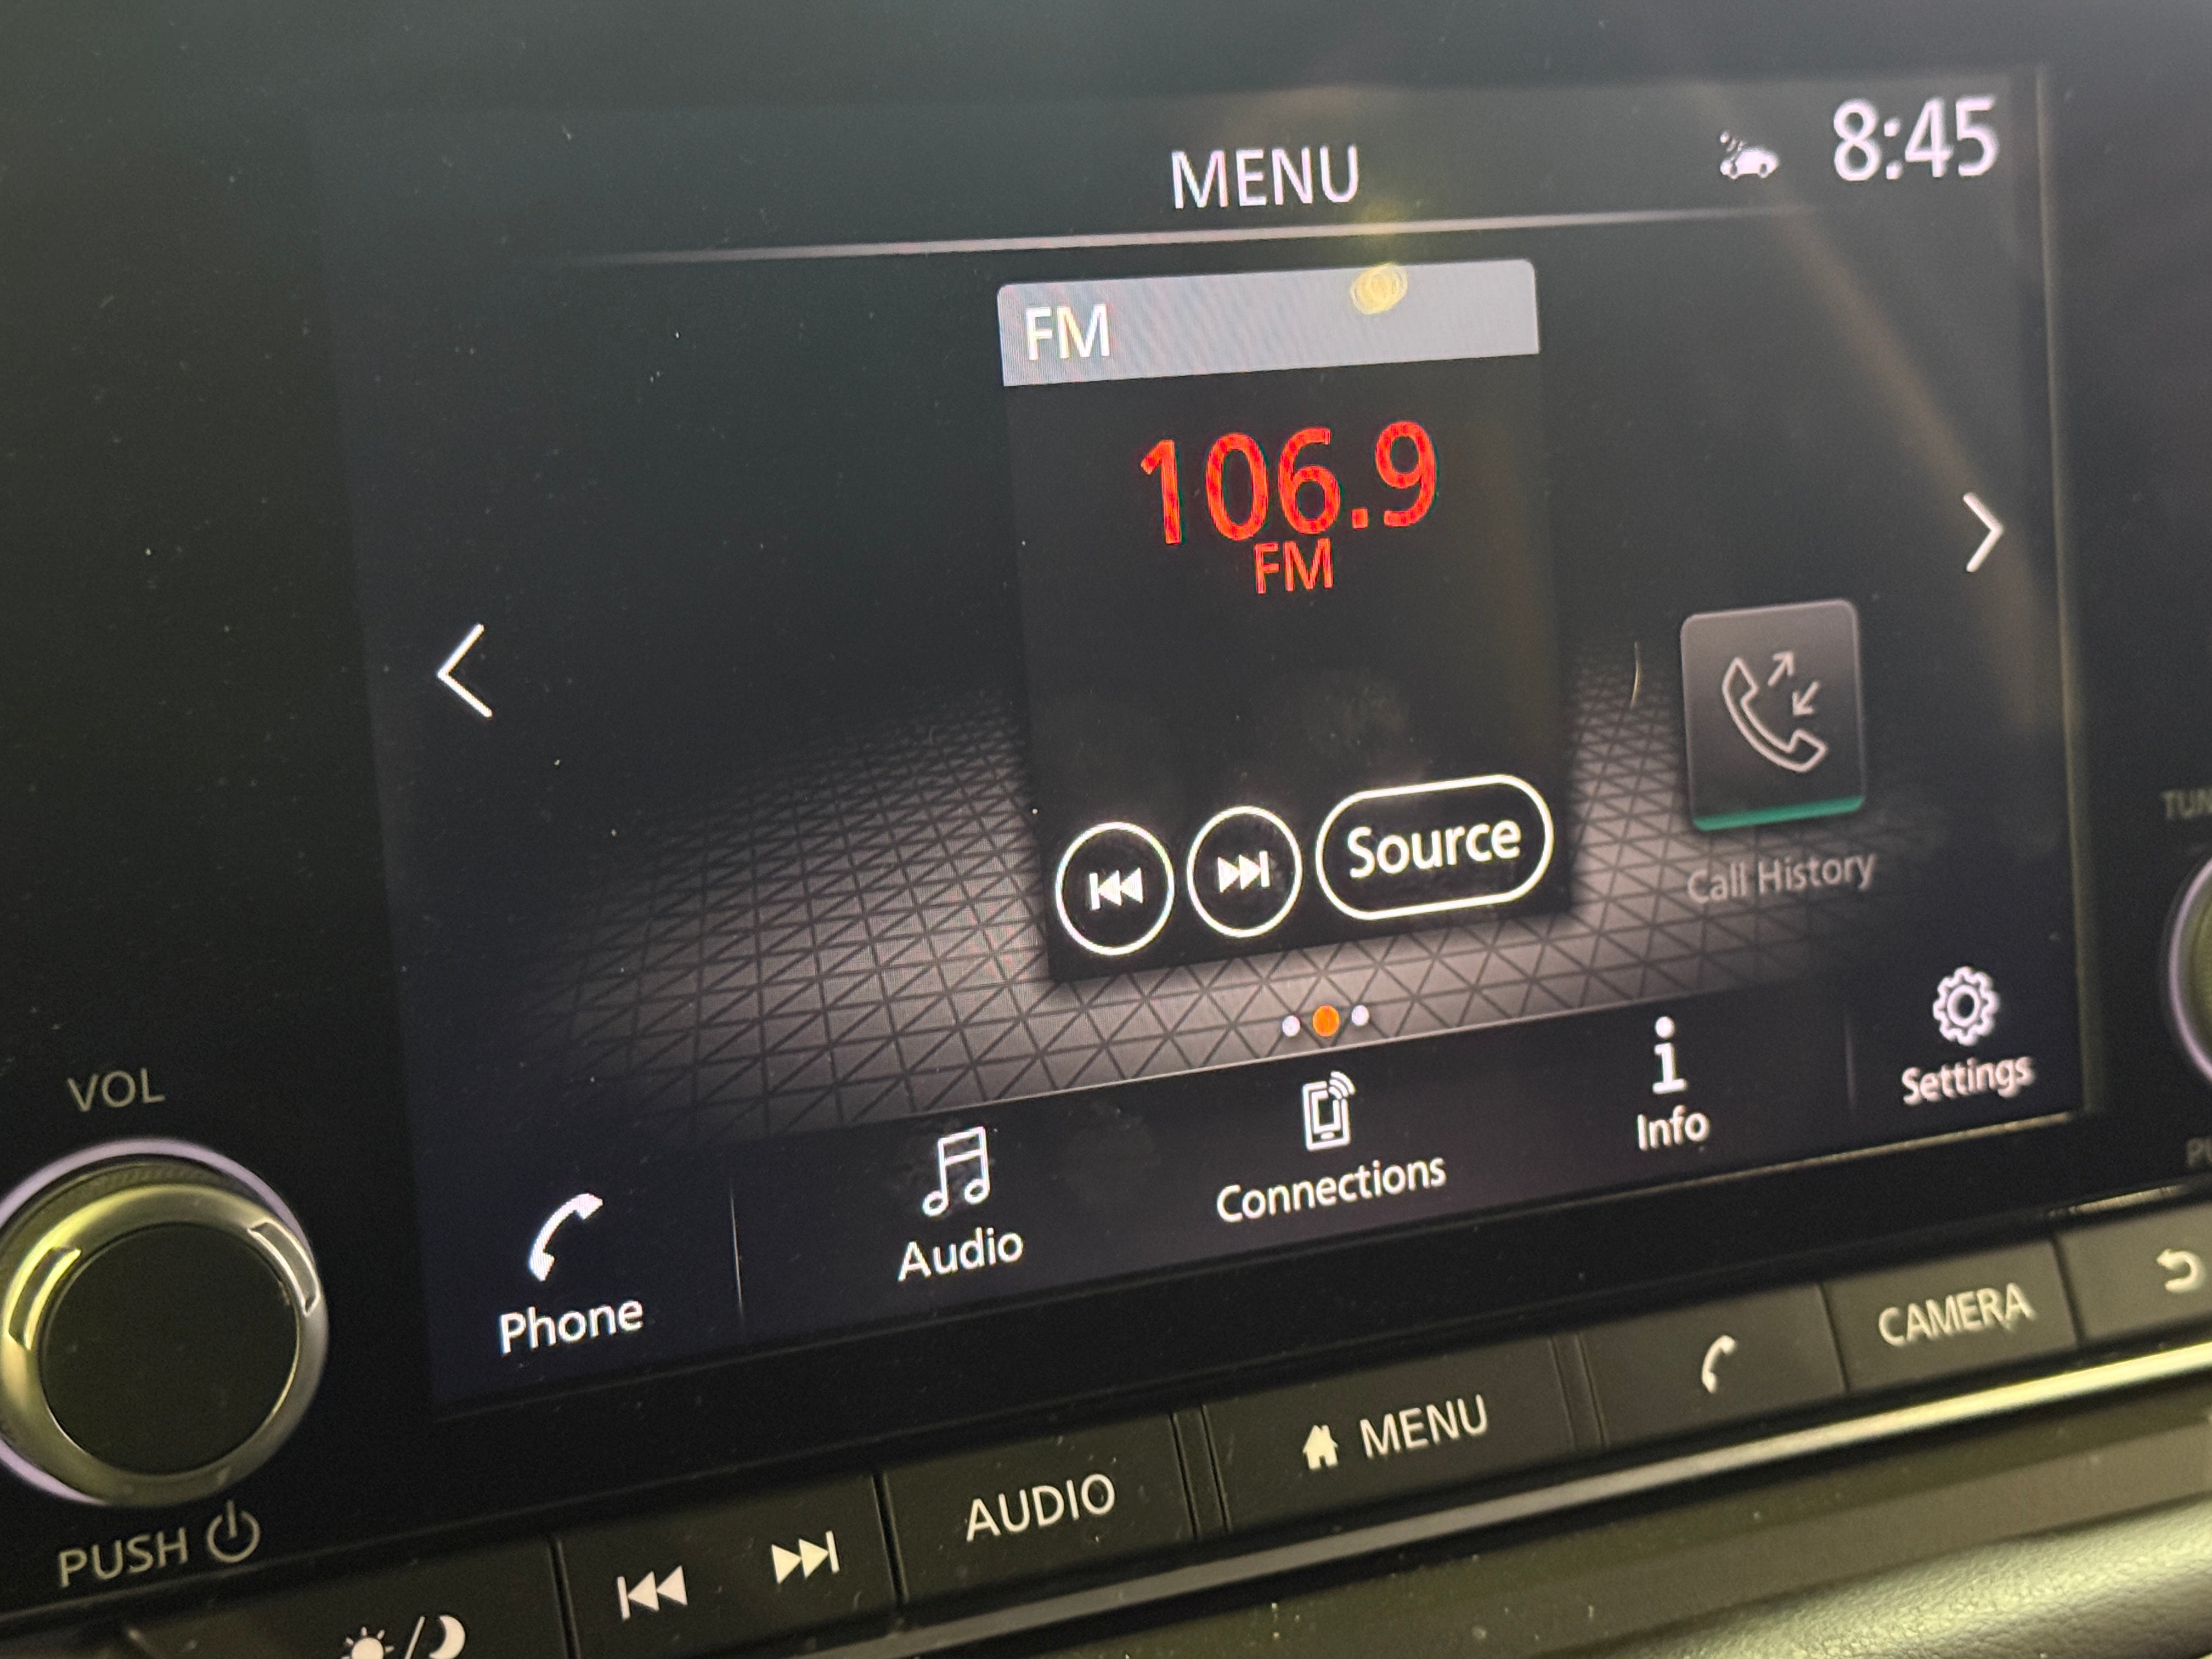 MENU
8:45
FM
106.9
FM
Source
Call History
Phone
Audio
Connections
Info
Settings
VOL
PUSH
AUDIO
MENU
CAMERA